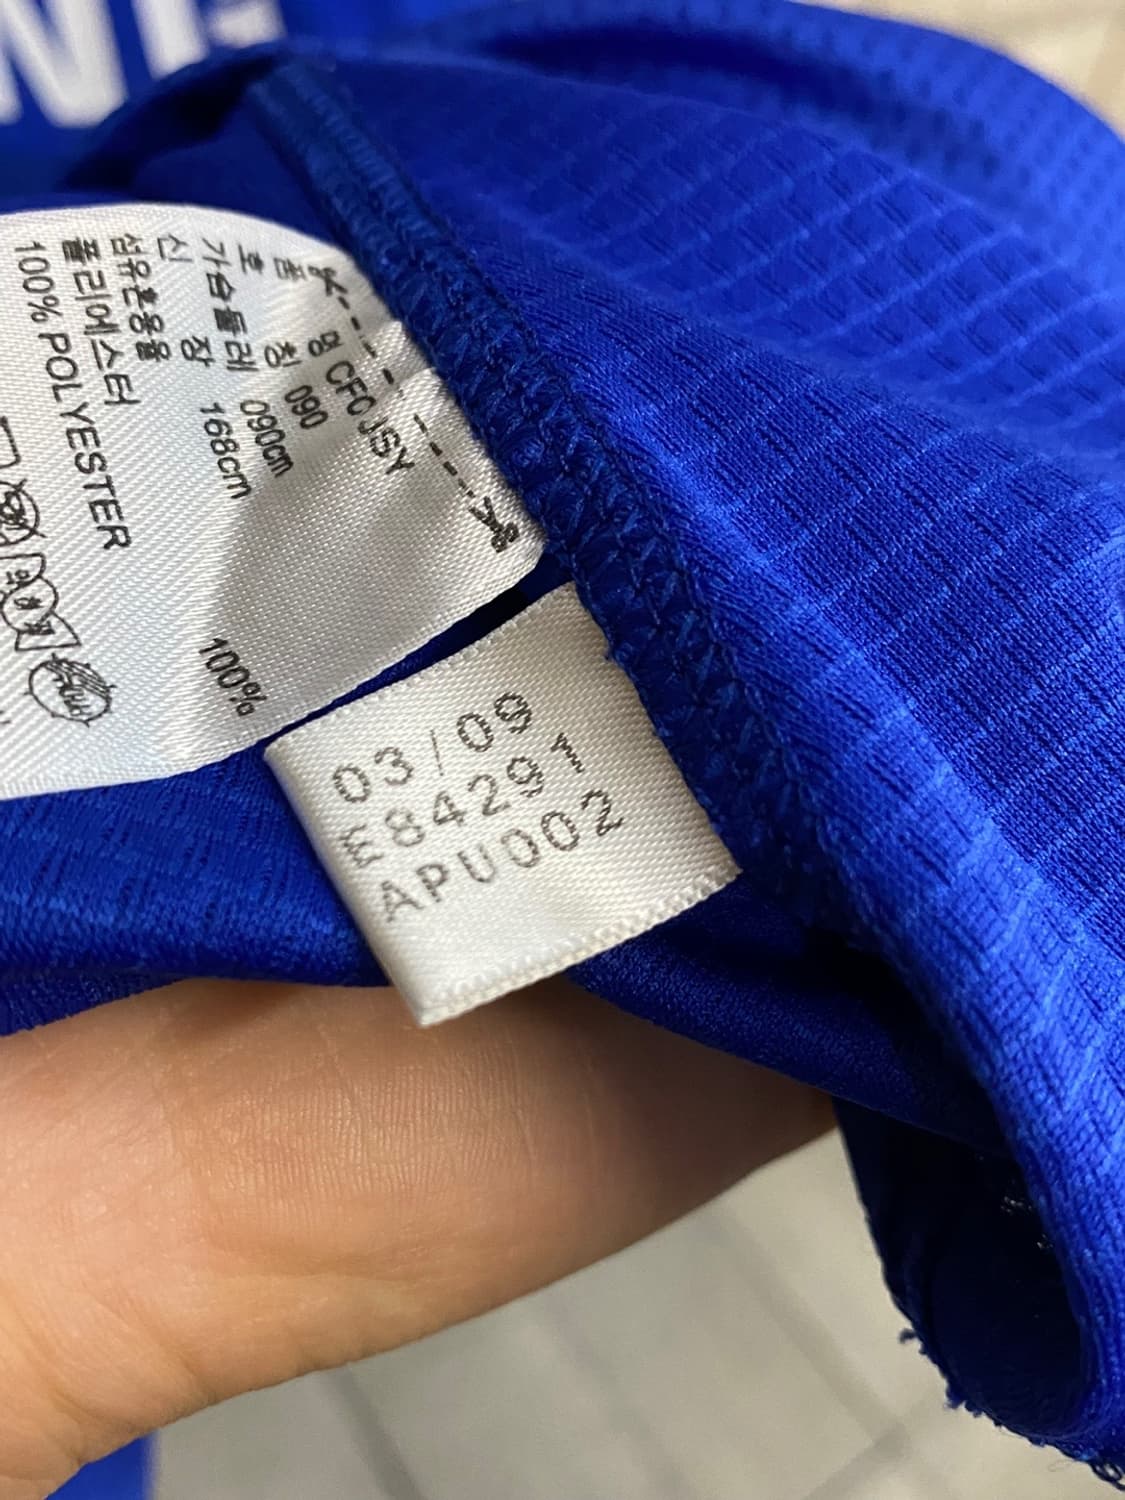 품 명 CFC JSY
호 칭 090
가슴둘레 090cm
신 장 168cm
섬유혼용율
폴리에스터 100%
100% POLYESTER
03/09
E84291
APU002